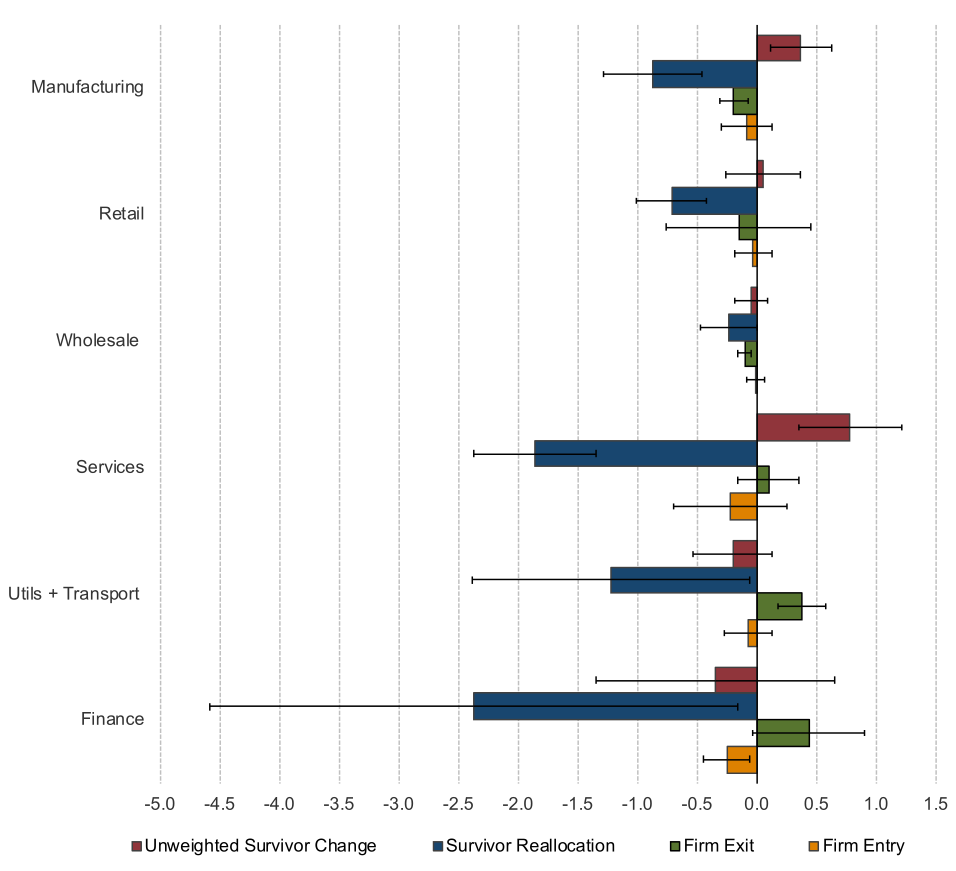 Manufacturing
Retail
Wholesale
Services
Utils + Transport
Finance
-5.0 -4.5 -4.0 -3.5 -3.0 -2.5 -2.0 -1.5 -1.0 -0.5 0.0 0.5 1.0 1.5
Unweighted Survivor Change Survivor Reallocation Firm Exit Firm Entry